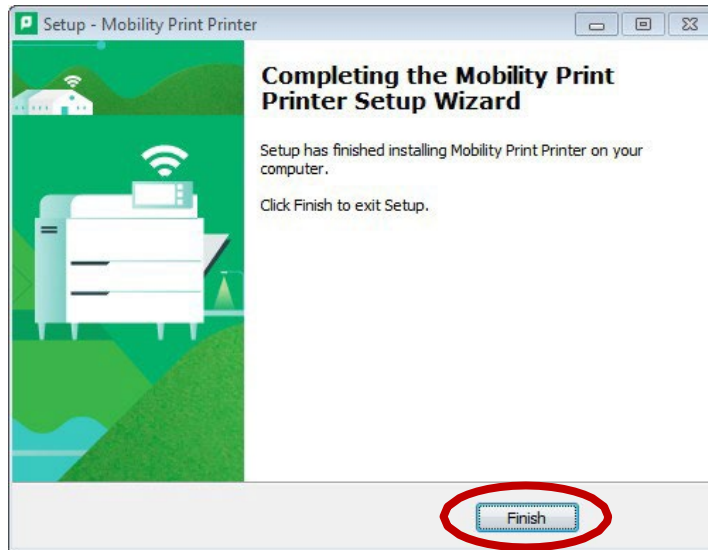 Setup - Mobility Print Printer
Completing the Mobility Print
Printer Setup Wizard
Setup has finished installing Mobility Print Printer on your
computer.
Click Finish to exit Setup.
Finish